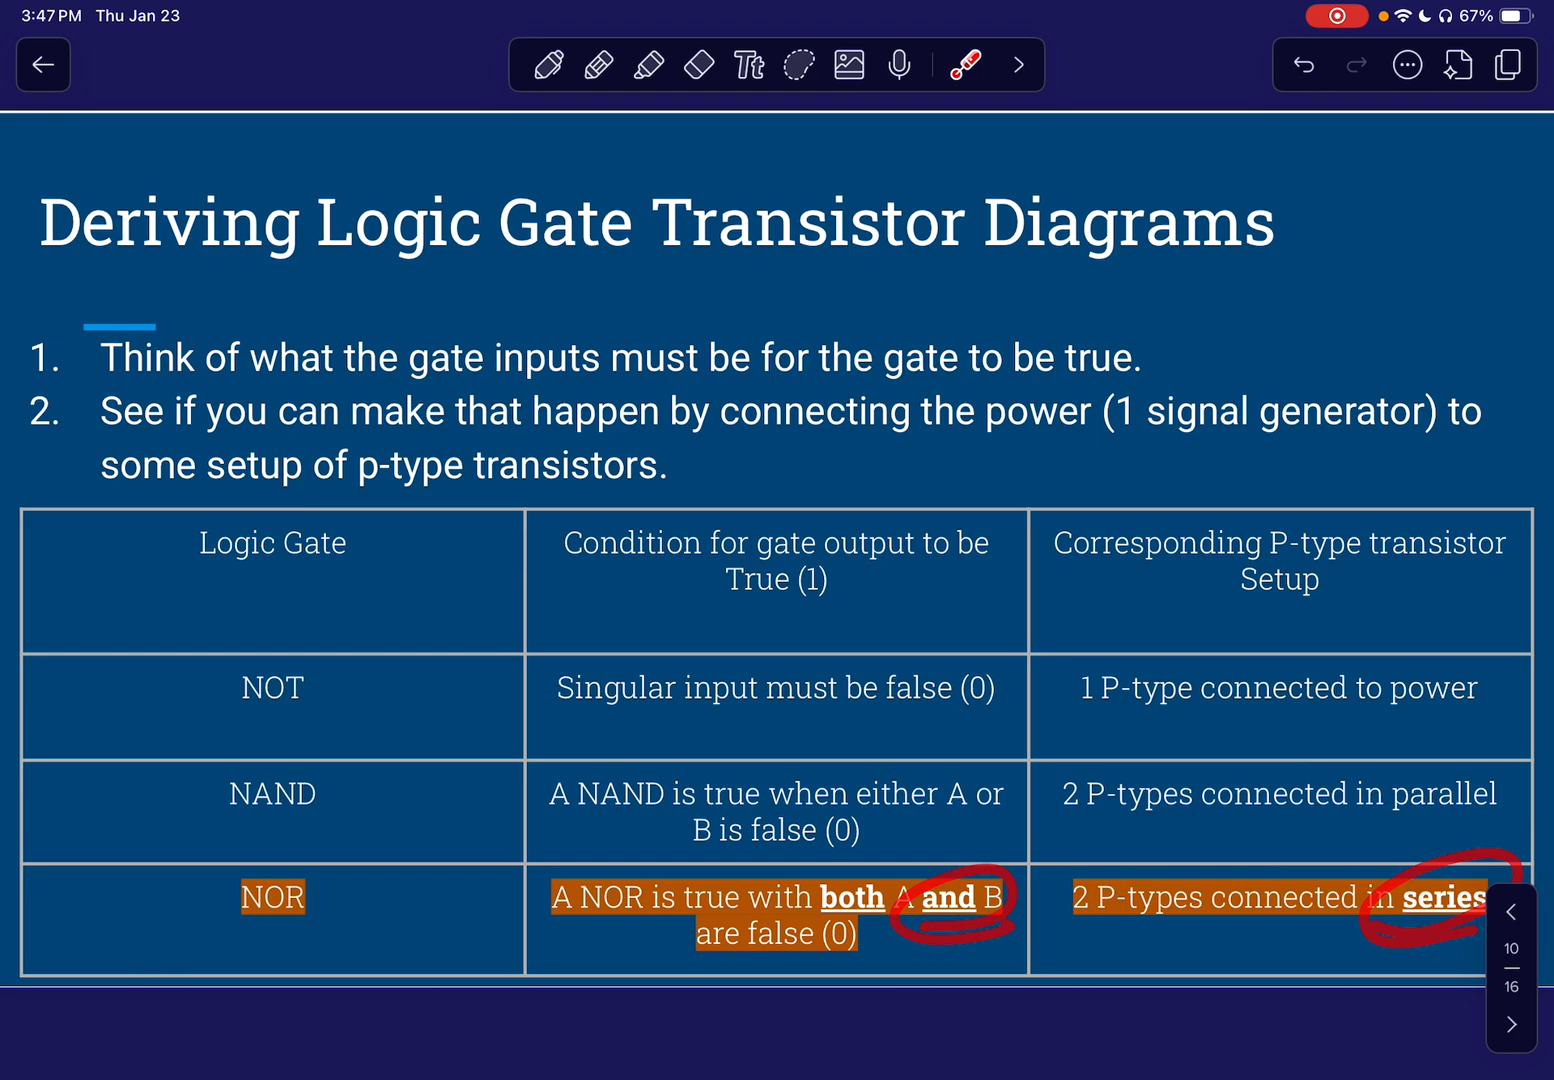 3:47 PM Thu Jan 23
67%
Tt
Deriving Logic Gate Transistor Diagrams
1. Think of what the gate inputs must be for the gate to be true.
2. See if you can make that happen by connecting the power (1 signal generator) to
some setup of p-type transistors.
Logic Gate
Condition for gate output to be
True (1)
Corresponding P-type transistor
Setup
NOT
Singular input must be false (0)
1 P-type connected to power
NAND
A NAND is true when either A or
B is false (0)
2 P-types connected in parallel
NOR
A NOR is true with both A and B
are false (0)
2 P-types connected in series
10
16